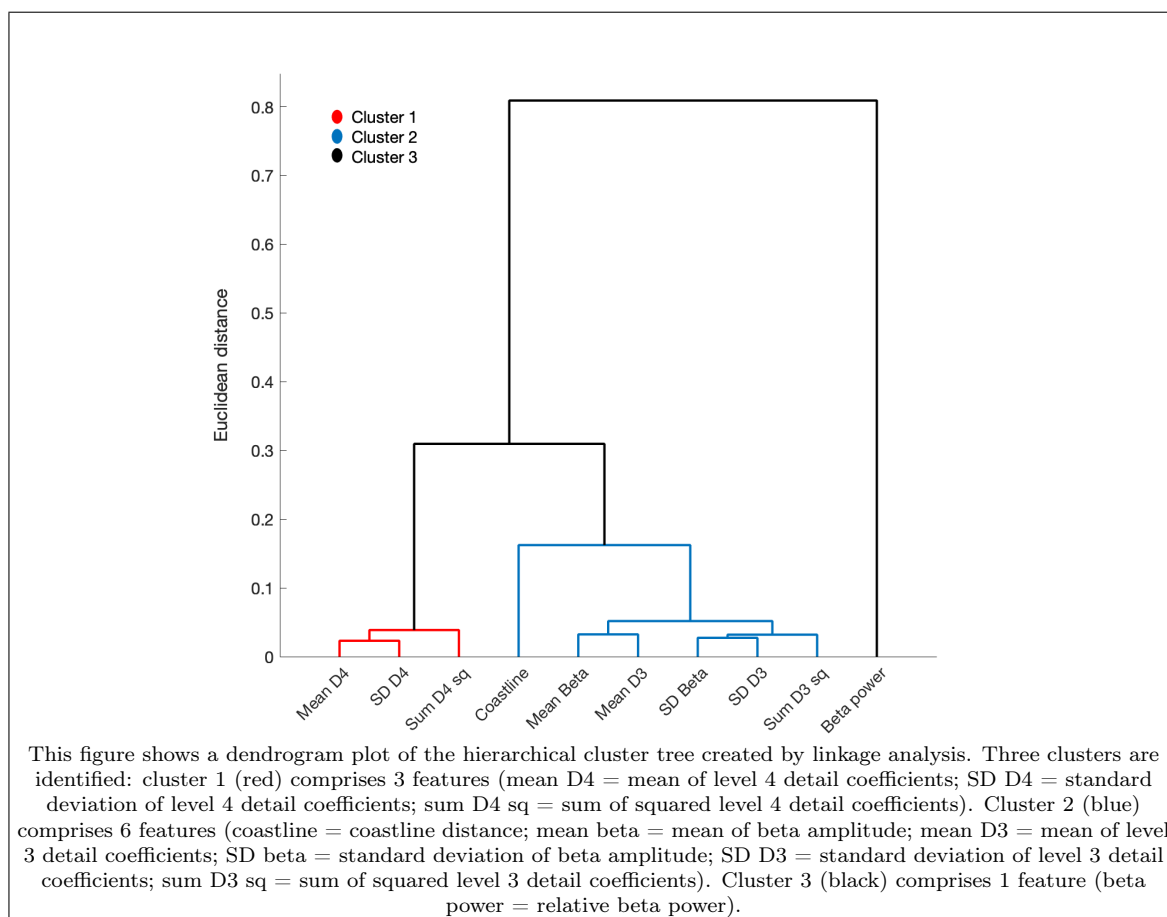 0.8
0.7
0.6
0.5
0.4
0.3
0.2
0.1
0
Euclidean distance
Cluster 1
Cluster 2
Cluster 3
Mean D4
SD D4
Sum D4 sq
Coastline
Mean Beta
Mean D3
SD Beta
SD D3
Sum D3 sq
Beta power
This figure shows a dendrogram plot of the hierarchical cluster tree created by linkage analysis. Three clusters are
identified: cluster 1 (red) comprises 3 features (mean D4 = mean of level 4 detail coefficients; SD D4 = standard
deviation of level 4 detail coefficients; sum D4 sq = sum of squared level 4 detail coefficients). Cluster 2 (blue)
comprises 6 features (coastline = coastline distance; mean beta = mean of beta amplitude; mean D3 = mean of level
3 detail coefficients; SD beta = standard deviation of beta amplitude; SD D3 = standard deviation of level 3 detail
coefficients; sum D3 sq = sum of squared level 3 detail coefficients). Cluster 3 (black) comprises 1 feature (beta
power = relative beta power).